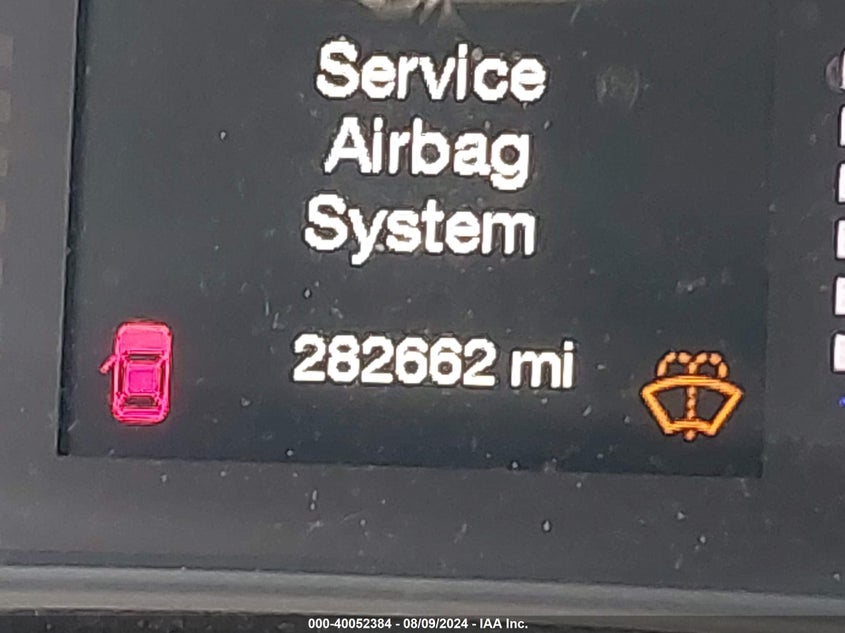 Service
Airbag
System
282662 mi
000-40052384 - 08/09/2024 - IAA Inc.